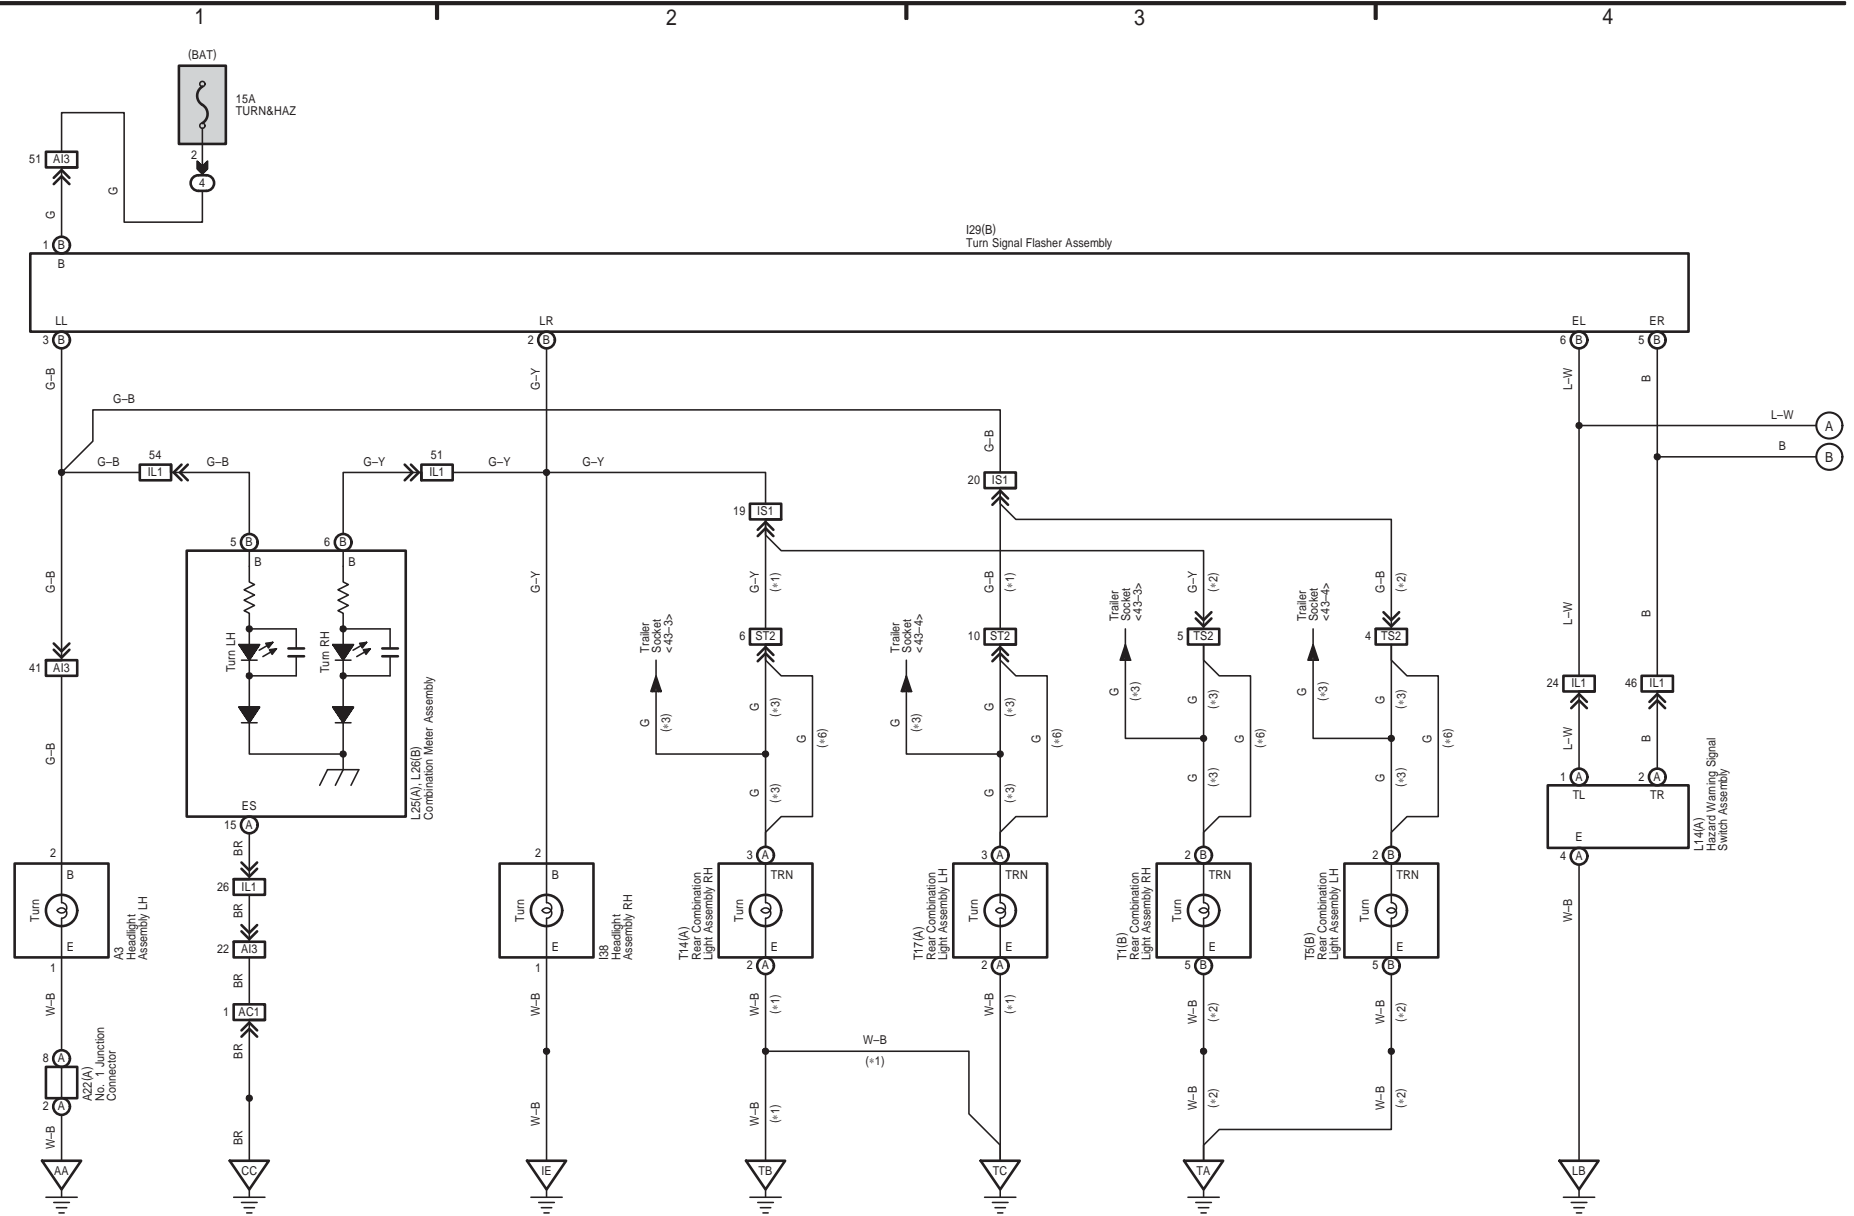 1
2
3
4
(BAT)
15A
TURN&HAZ
2
4
51 AI3
G
G
1 B
B
I29(B)
Turn Signal Flasher Assembly
LL
LR
EL
ER
3 B
2 B
6 B
5 B
G–B
G–Y
L–W
B
G–B
L–W
A
B
B
G–B
54
IL1
G–B
G–B
G–Y
51
IL1
G–Y
G–Y
20 IS1
19 IS1
5 B
6 B
B
B
G–B
G–Y
G–Y
(*1)
G–B
(*1)
G–Y
(*2)
G–B
(*2)
L–W
B
Trailer
Socket
<43–3>
Trailer
Socket
<43–4>
Trailer
Socket
<43–3>
Trailer
Socket
<43–4>
Turn LH
Turn RH
6 ST2
10 ST2
5 TS2
4 TS2
41 AI3
24 IL1
46 IL1
G
(*3)
G
(*3)
G
(*6)
G
(*3)
G
(*3)
G
(*6)
G
(*3)
G
(*3)
G
(*6)
G
(*3)
G
(*3)
G
(*6)
G–B
L–W
B
G
(*3)
G
(*3)
G
(*3)
G
(*3)
L25(A), L26(B)
Combination Meter Assembly
ES
15 A
1 A
2 A
TL
TR
E
4 A
L14(A)
Hazard Warning Signal
Switch Assembly
BR
26 IL1
BR
22 AI3
BR
1 AC1
BR
BR
2
B
Turn
E
1
A3
Headlight
Assembly LH
2
B
Turn
E
1
I38
Headlight
Assembly RH
3 A
TRN
Turn
E
2 A
T14(A)
Rear Combination
Light Assembly RH
3 A
TRN
Turn
E
2 A
T17(A)
Rear Combination
Light Assembly LH
2 B
TRN
Turn
E
5 B
T1(B)
Rear Combination
Light Assembly RH
2 B
TRN
Turn
E
5 B
T5(B)
Rear Combination
Light Assembly LH
W–B
W–B
W–B
W–B
(*1)
W–B
(*1)
W–B
(*2)
W–B
(*2)
8 A
A22(A)
No. 1 Junction
Connector
2 A
W–B
(*1)
W–B
W–B
W–B
(*1)
W–B
(*2)
W–B
(*2)
AA
CC
IE
TB
TC
TA
LB